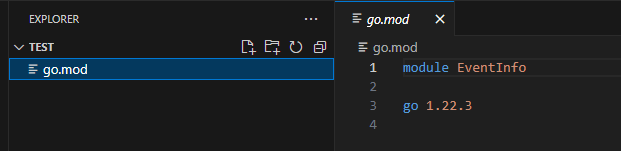 EXPLORER
TEST
go.mod
go.mod
go.mod
1 module EventInfo
2
3 go 1.22.3
4